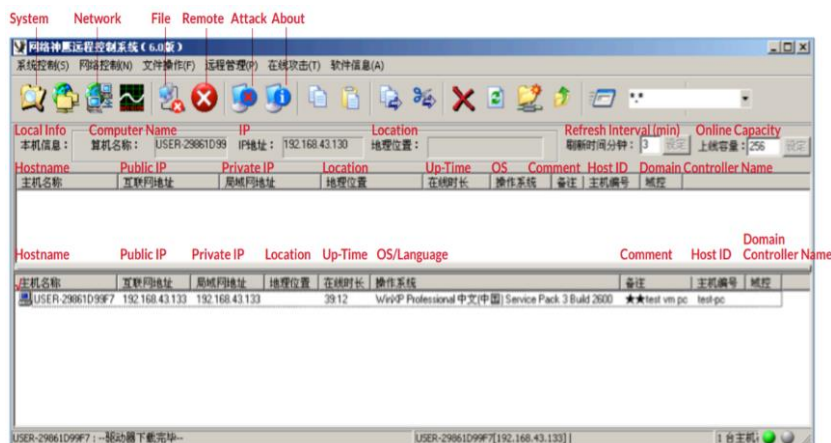 System Network File Remote Attack About
网络神鹰远程控制系统（6.0版）
系统控制(S) 网络控制(N) 文件操作(F) 远程管理(P) 在线攻击(T) 软件信息(A)
*.*
Local Info Computer Name IP Location Refresh Interval (min) Online Capacity
本机信息： 算机名称： USER-29861D99 IP地址： 192.168.43.130 地理位置： 刷新时间分钟： 3 设定 上线容量： 256 设定
Hostname Public IP Private IP Location Up-Time OS Comment Host ID Domain Controller Name
主机名称 互联网地址 局域网地址 地理位置 在线时长 操作系统 备注 主机编号 域控
Domain
Hostname Public IP Private IP Location Up-Time OS/Language Comment Host ID Controller Name
主机名称 互联网地址 局域网地址 地理位置 在线时长 操作系统 备注 主机编号 域控
USER-29861D99F7 192.168.43.133 192.168.43.133 39:12 WinXP Professional 中文(中国) Service Pack 3 Build 2600 ★★test vm pc test-pc
USER-29861D99F7：--驱动器下载完毕-- USER-29861D99F7[192.168.43.133] | 1 台主机